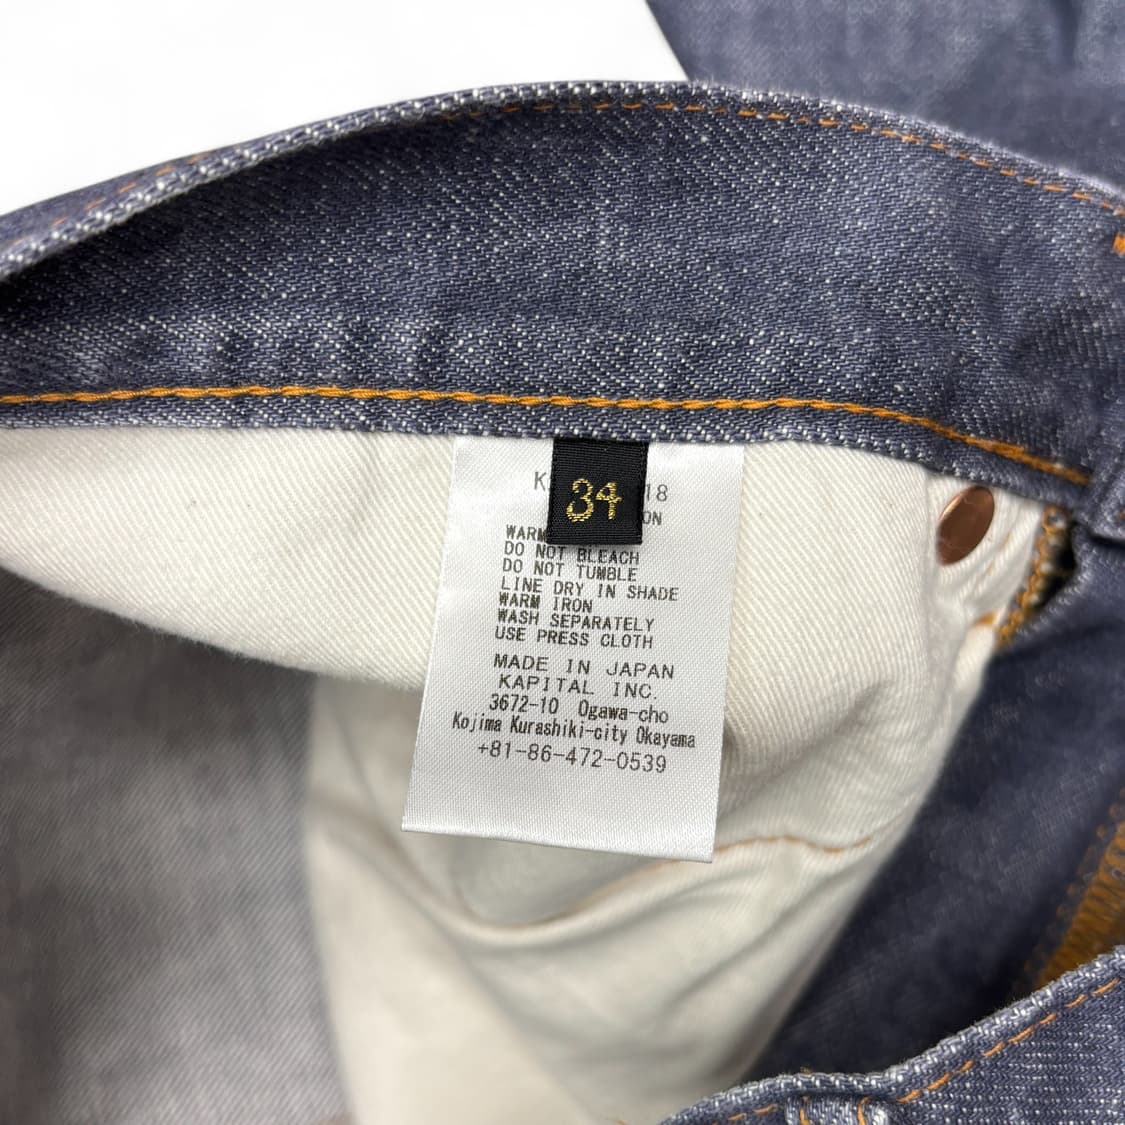 34
DO NOT BLEACH
DO NOT TUMBLE
LINE DRY IN SHADE
WARM IRON
WASH SEPARATELY
USE PRESS CLOTH
MADE IN JAPAN
KAPITAL INC.
3672-10 Ogawa-cho
Kojima Kurashiki-city Okayama
+81-86-472-0539